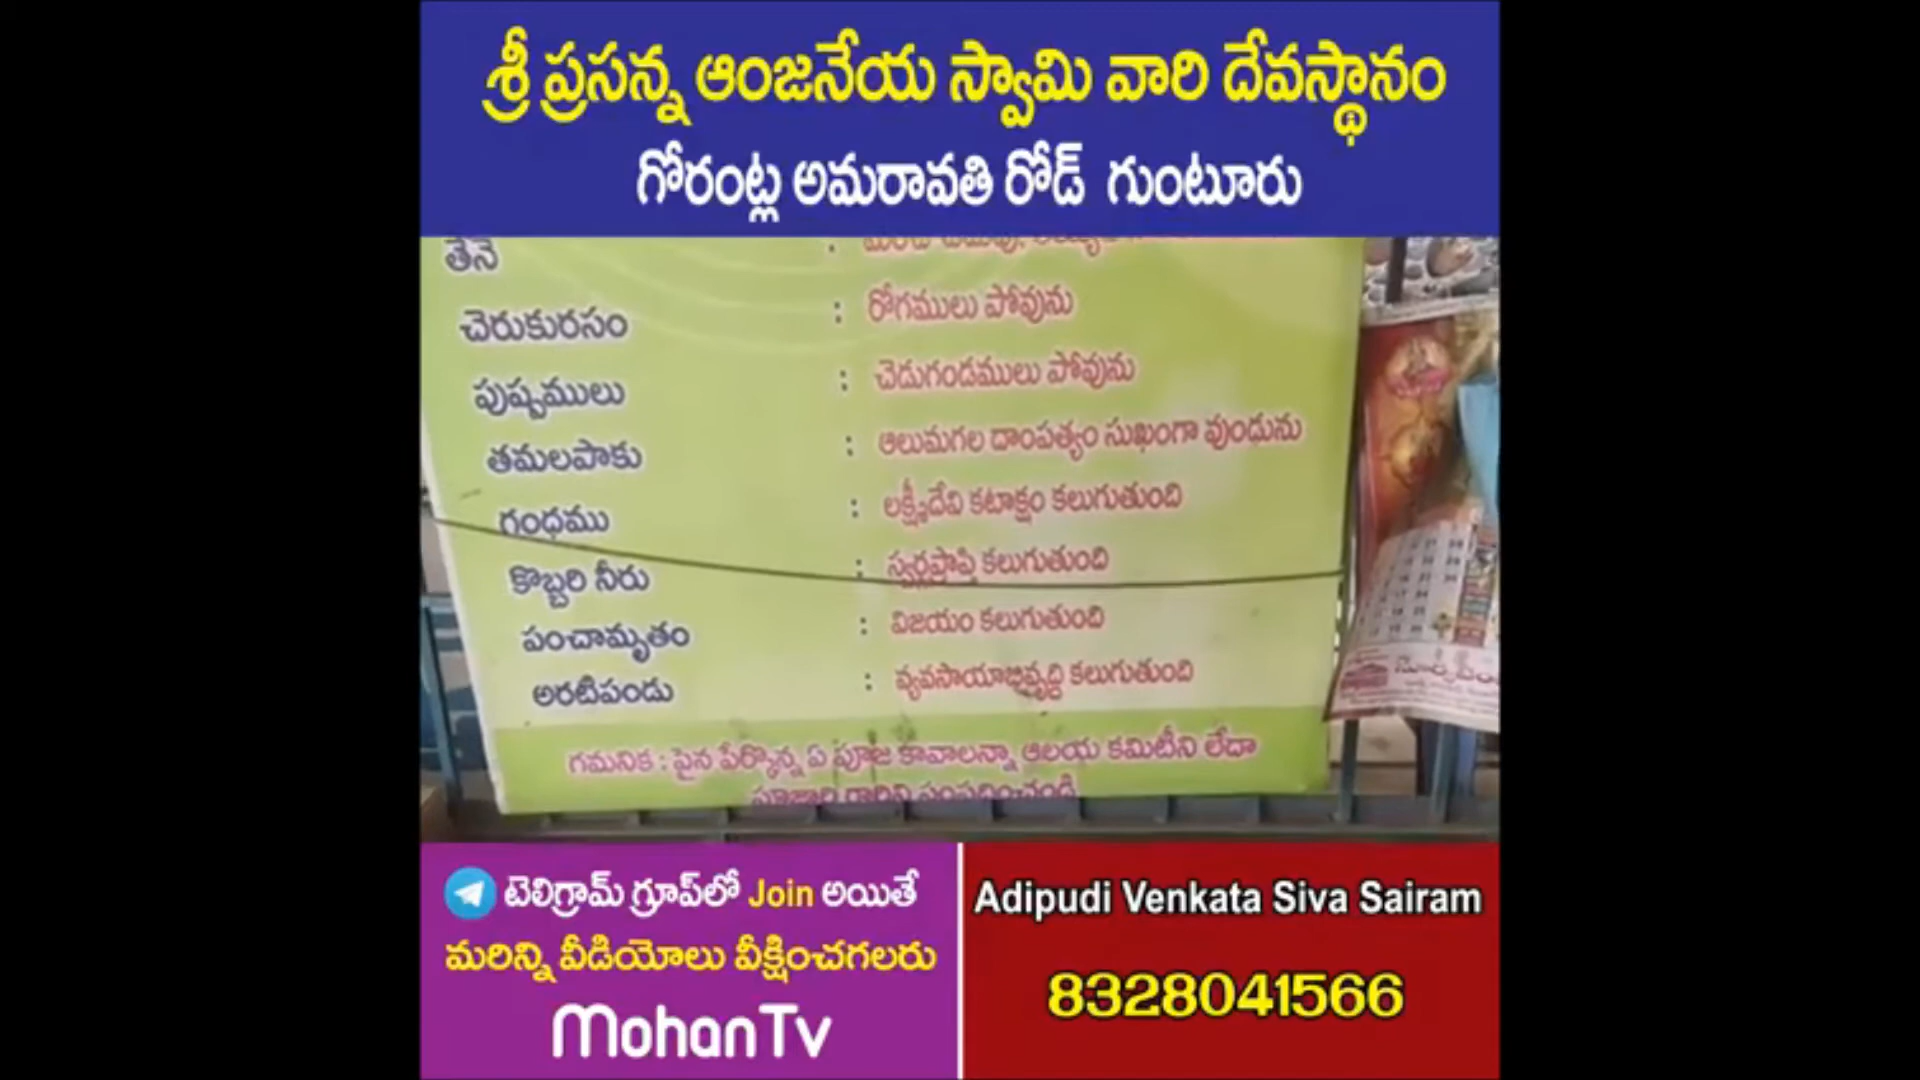 శ్రీ ప్రసన్న ఆంజనేయ స్వామి వారి దేవస్థానం
గోరంట్ల అమరావతి రోడ్ గుంటూరు
తేనే :
చెరుకురసం : రోగములు పోవును
పుష్పములు : చెడుగండములు పోవును
తమలపాకు : ఆలుమగల దాంపత్యం సుఖంగా వుండును
గంధము : లక్ష్మీదేవి కటాక్షం కలుగుతుంది
కొబ్బరి నీరు : స్వర్గప్రాప్తి కలుగుతుంది
పంచామృతం : విజయం కలుగుతుంది
అరటిపండు : వ్యవసాయాభివృద్ధి కలుగుతుంది
గమనిక : పైన పేర్కొన్న ఏ పూజ కావాలన్నా ఆలయ కమిటీని లేదా
పూజారి గారిని సంప్రదించండి
టెలిగ్రామ్ గ్రూప్‌లో Join అయితే
మరిన్ని వీడియోలు వీక్షించగలరు
MohanTv
Adipudi Venkata Siva Sairam
8328041566